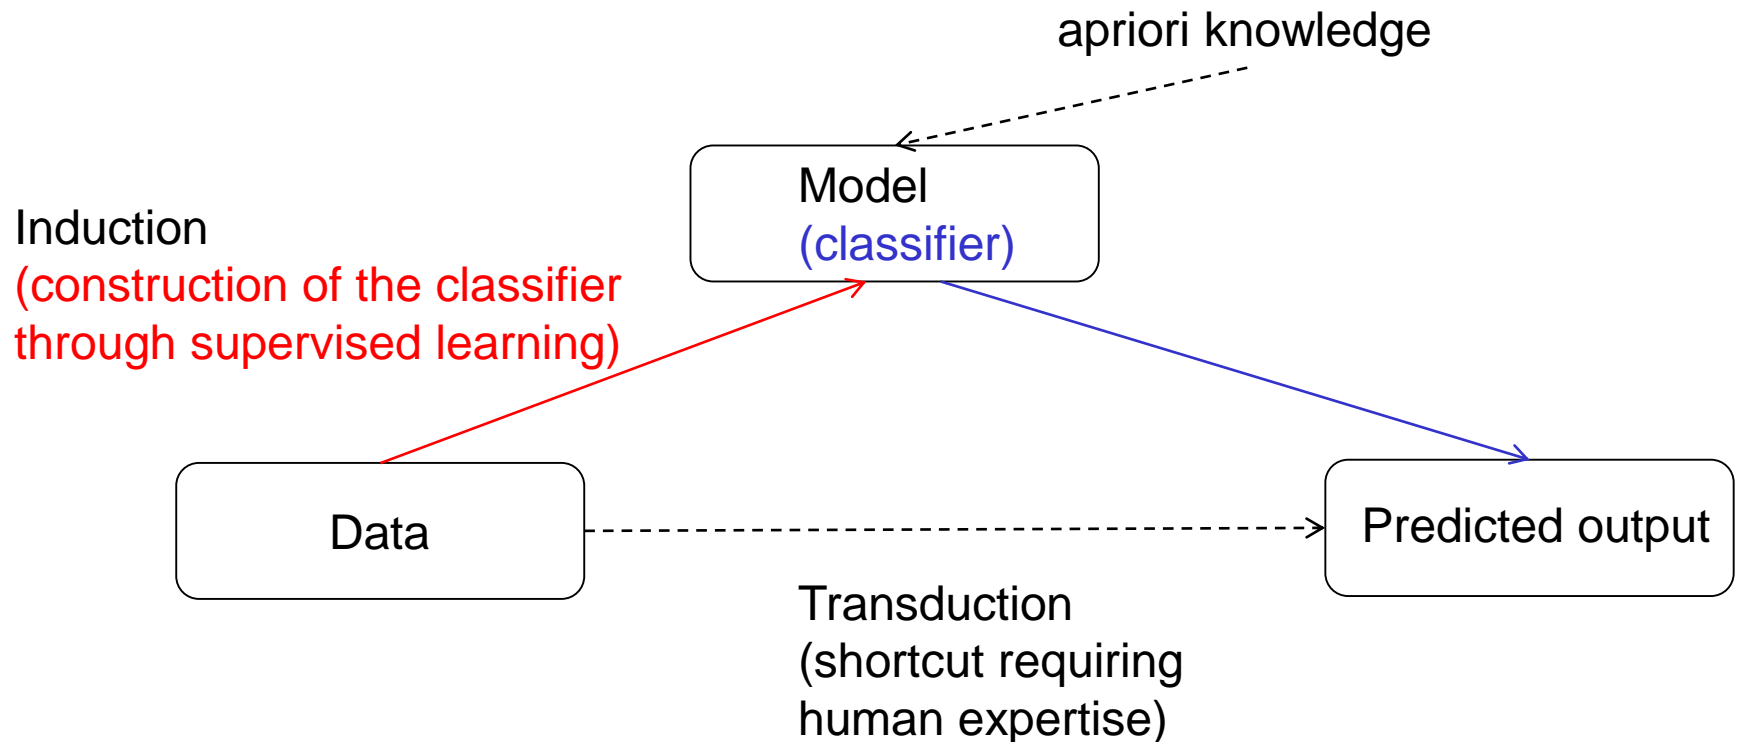 apriori knowledge
Model
(classifier)
Induction
(construction of the classifier
through supervised learning)
Data
Predicted output
Transduction
(shortcut requiring
human expertise)